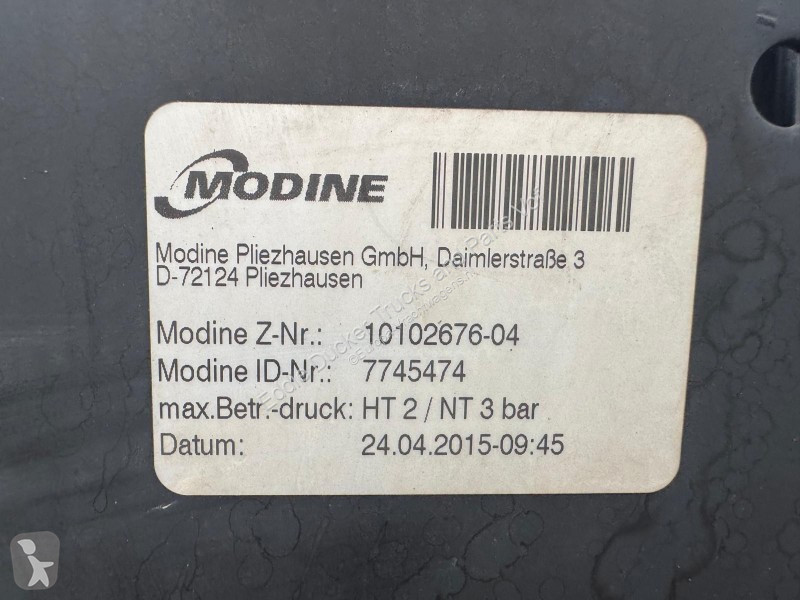 MODINE
Modine Pliezhausen GmbH, Daimlerstraße 3
D-72124 Pliezhausen
Modine Z-Nr.: 10102676-04
Modine ID-Nr.: 7745474
max.Betr.-druck: HT 2 / NT 3 bar
Datum: 24.04.2015-09:45